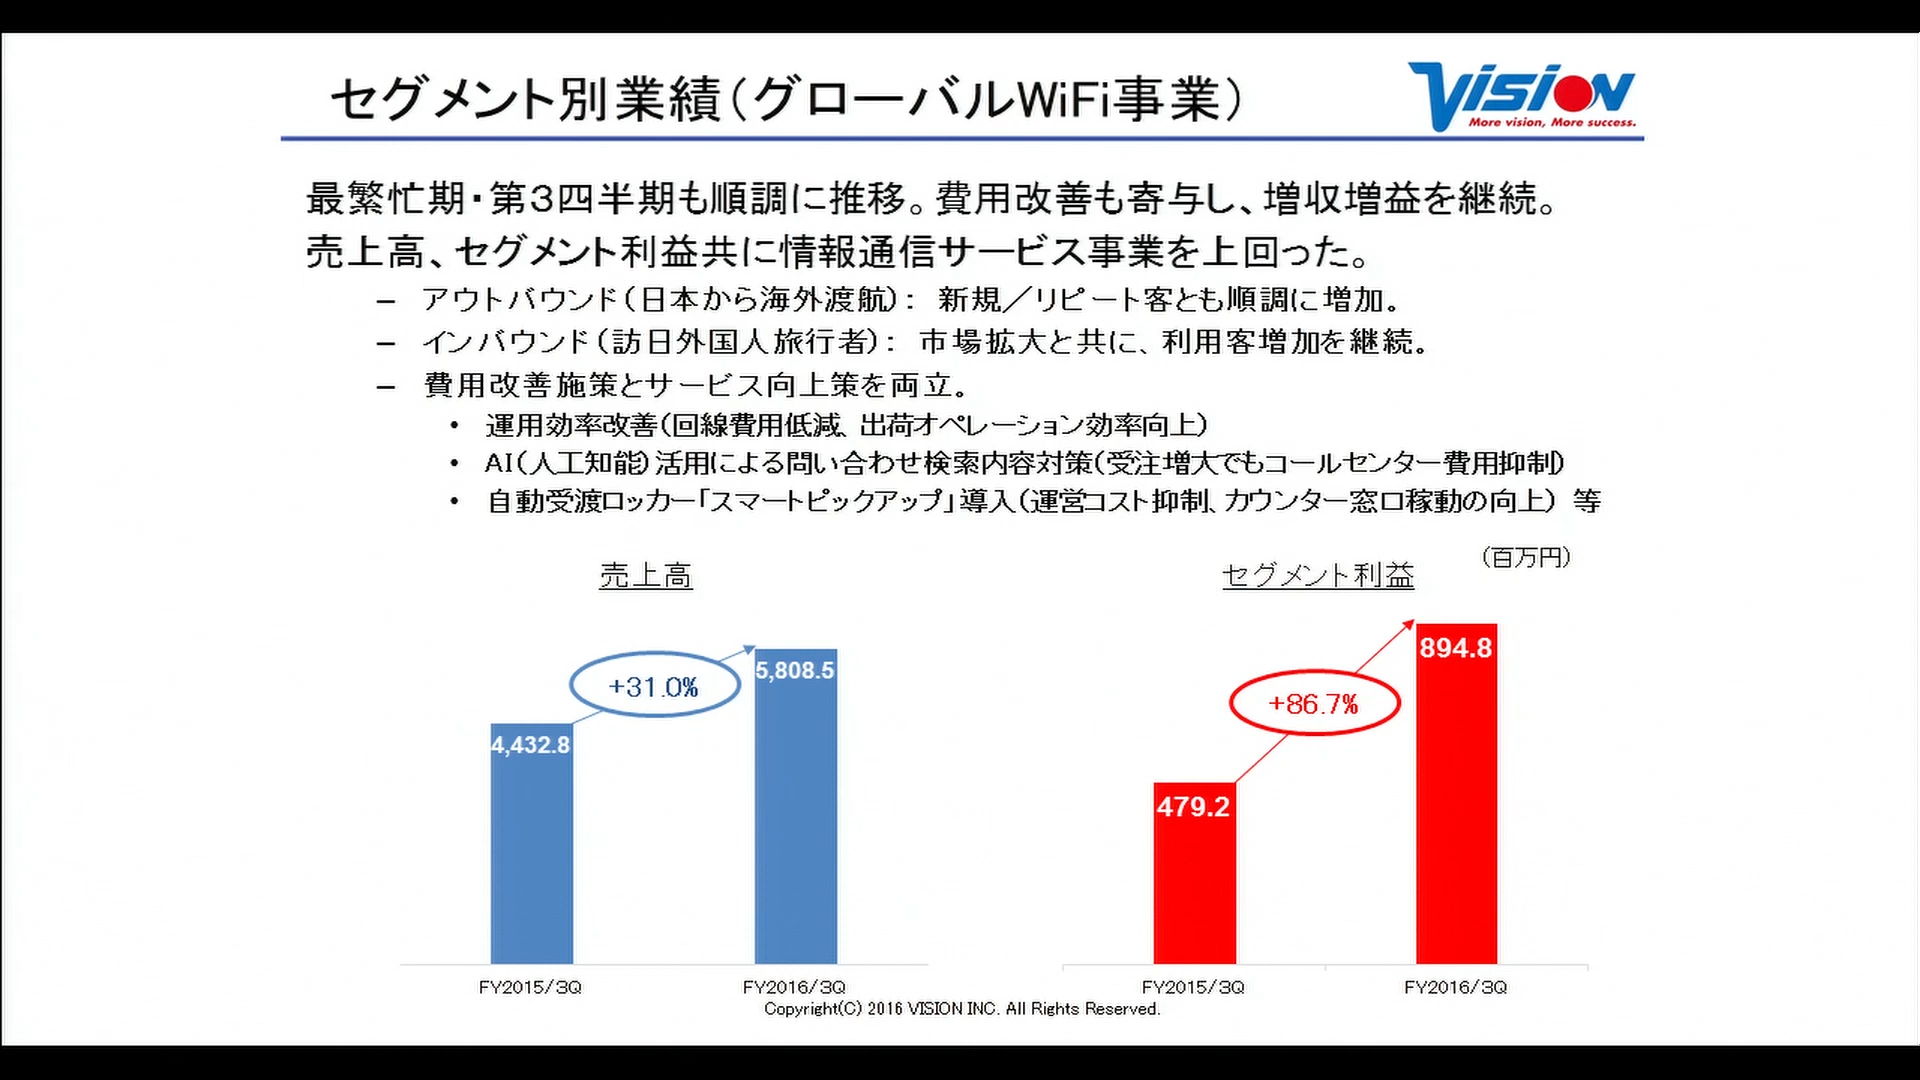 セグメント別業績（グローバルWiFi事業）
VISION
More vision, More success.
最繁忙期・第3四半期も順調に推移。費用改善も寄与し、増収増益を継続。
売上高、セグメント利益共に情報通信サービス事業を上回った。
– アウトバウンド（日本から海外渡航）： 新規／リピート客とも順調に増加。
– インバウンド（訪日外国人旅行者）： 市場拡大と共に、利用客増加を継続。
– 費用改善施策とサービス向上策を両立。
• 運用効率改善（回線費用低減、出荷オペレーション効率向上）
• AI（人工知能）活用による問い合わせ検索内容対策（受注増大でもコールセンター費用抑制）
• 自動受渡ロッカー「スマートピックアップ」導入（運営コスト抑制、カウンター窓口稼動の向上） 等
（百万円）
売上高
+31.0%
4,432.8
5,808.5
FY2015/3Q
FY2016/3Q
セグメント利益
+86.7%
479.2
894.8
FY2015/3Q
FY2016/3Q
Copyright(C) 2016 VISION INC. All Rights Reserved.